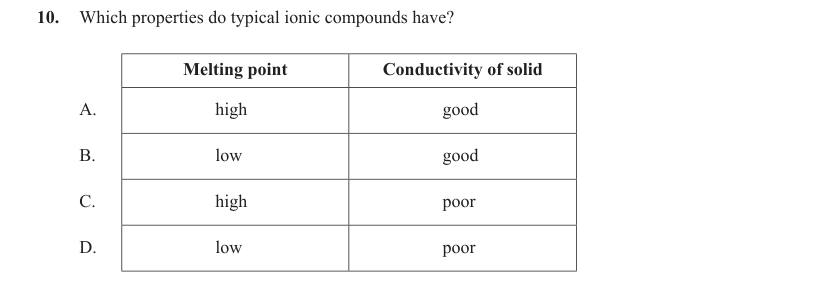 10. Which properties do typical ionic compounds have?
Melting point Conductivity of solid
A. high good
B. low good
C. high poor
D. low poor